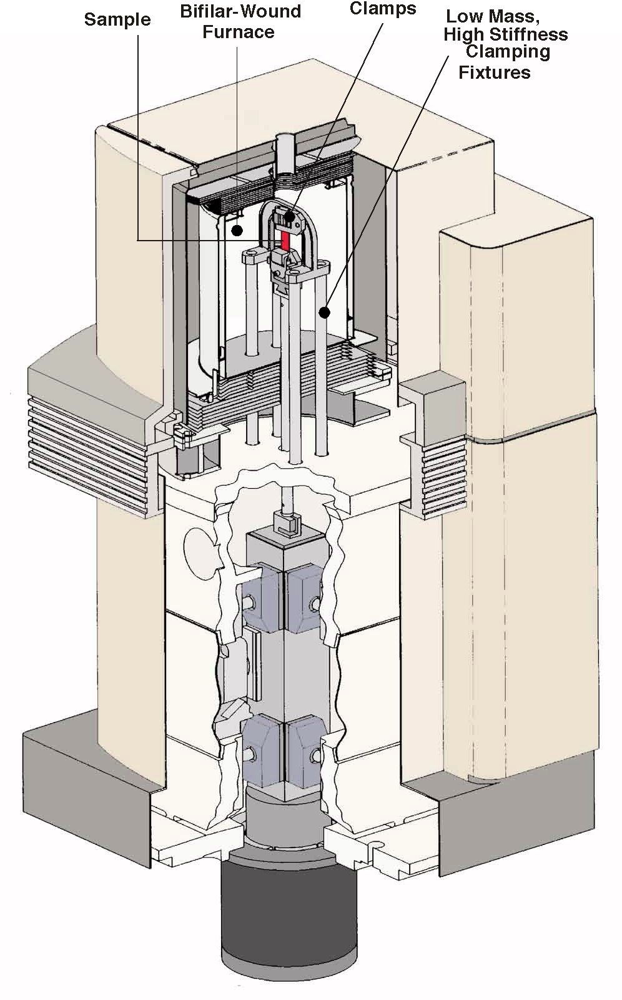 Sample
Bifilar-Wound
Furnace
Clamps
Low Mass,
High Stiffness
Clamping
Fixtures